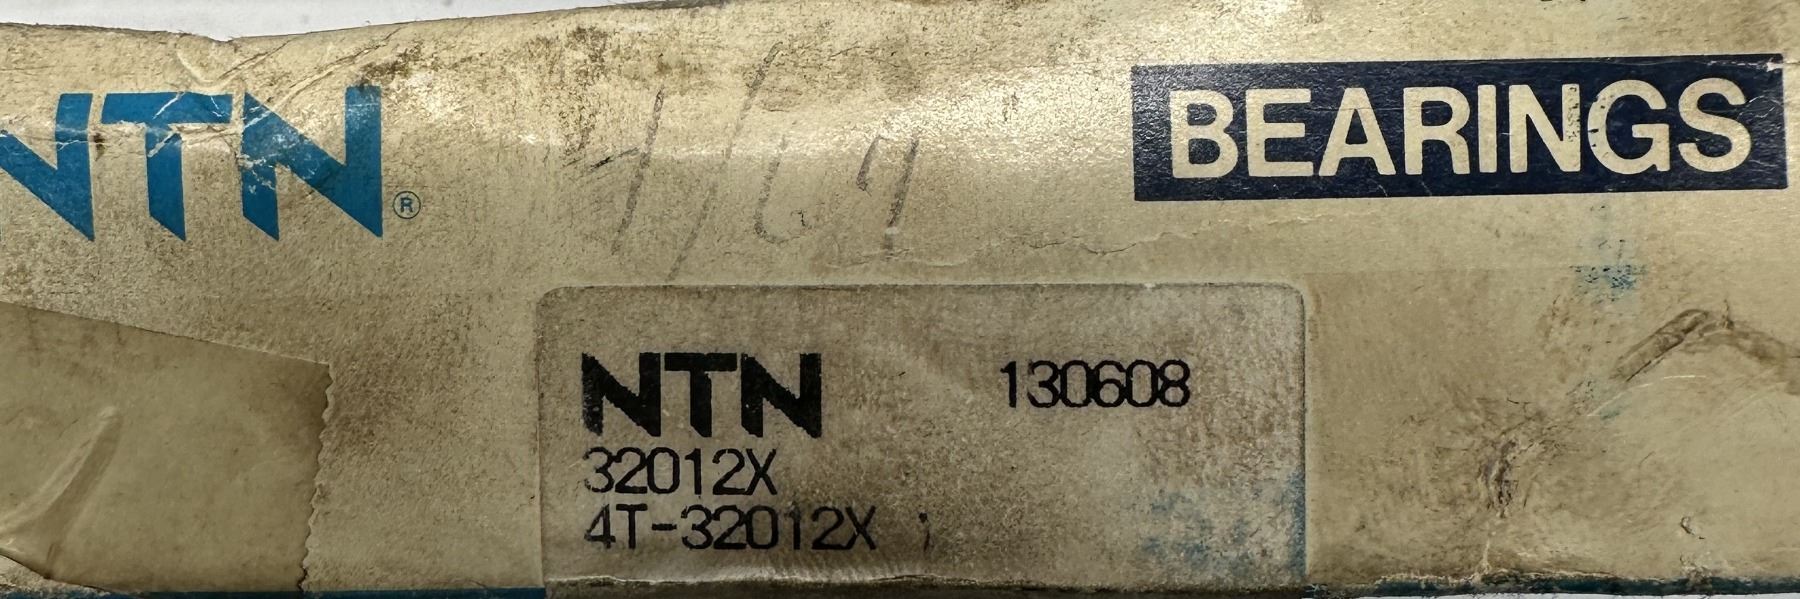 NTN®
BEARINGS
NTN 130608
32012X
4T-32012X